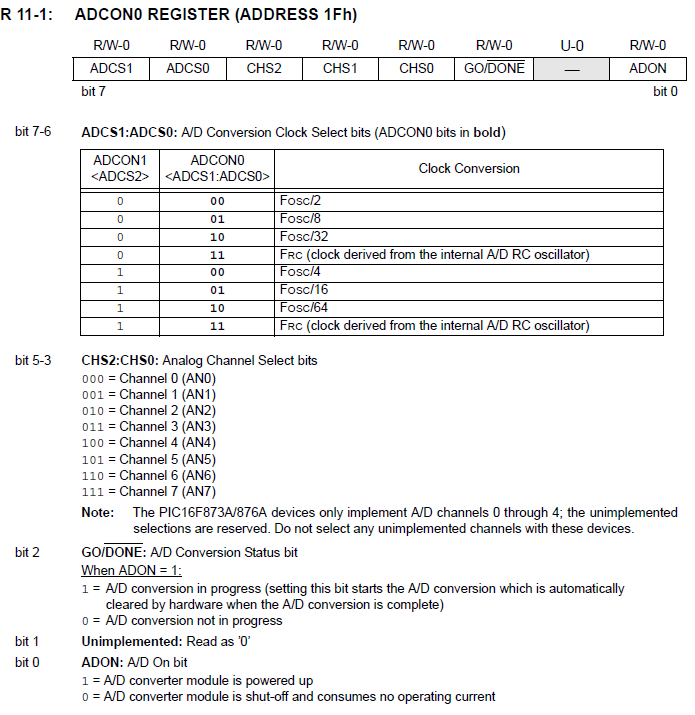 R 11-1: ADCON0 REGISTER (ADDRESS 1Fh)
R/W-0 R/W-0 R/W-0 R/W-0 R/W-0 R/W-0 U-0 R/W-0
ADCS1 ADCS0 CHS2 CHS1 CHS0 GO/DONE — ADON
bit 7 bit 0
bit 7-6 ADCS1:ADCS0: A/D Conversion Clock Select bits (ADCON0 bits in bold)
ADCON1 ADCON0 Clock Conversion
<ADCS2> <ADCS1:ADCS0>
0 00 FOSC/2
0 01 FOSC/8
0 10 FOSC/32
0 11 FRC (clock derived from the internal A/D RC oscillator)
1 00 FOSC/4
1 01 FOSC/16
1 10 FOSC/64
1 11 FRC (clock derived from the internal A/D RC oscillator)
bit 5-3 CHS2:CHS0: Analog Channel Select bits
000 = Channel 0 (AN0)
001 = Channel 1 (AN1)
010 = Channel 2 (AN2)
011 = Channel 3 (AN3)
100 = Channel 4 (AN4)
101 = Channel 5 (AN5)
110 = Channel 6 (AN6)
111 = Channel 7 (AN7)
Note: The PIC16F873A/876A devices only implement A/D channels 0 through 4; the unimplemented
selections are reserved. Do not select any unimplemented channels with these devices.
bit 2 GO/DONE: A/D Conversion Status bit
When ADON = 1:
1 = A/D conversion in progress (setting this bit starts the A/D conversion which is automatically
cleared by hardware when the A/D conversion is complete)
0 = A/D conversion not in progress
bit 1 Unimplemented: Read as '0'
bit 0 ADON: A/D On bit
1 = A/D converter module is powered up
0 = A/D converter module is shut-off and consumes no operating current